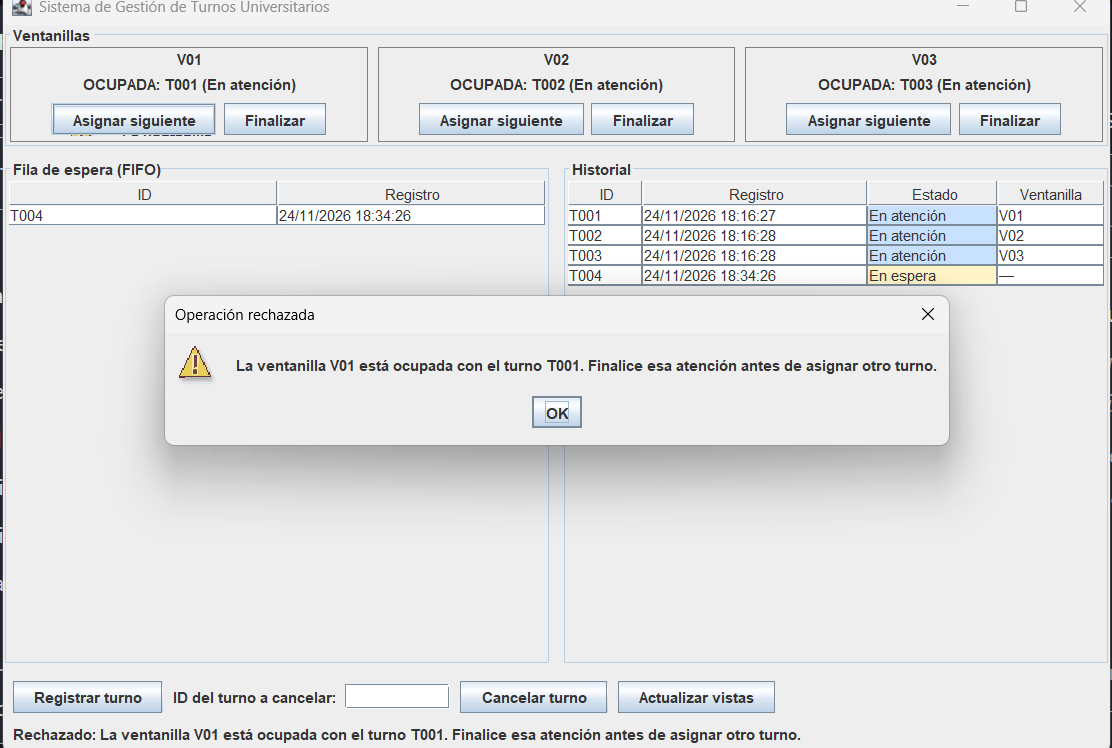 Sistema de Gestión de Turnos Universitarios
Ventanillas
V01
OCUPADA: T001 (En atención)
Asignar siguiente Finalizar
V02
OCUPADA: T002 (En atención)
Asignar siguiente Finalizar
V03
OCUPADA: T003 (En atención)
Asignar siguiente Finalizar
Fila de espera (FIFO)
ID Registro
T004 24/11/2026 18:34:26
Historial
ID Registro Estado Ventanilla
T001 24/11/2026 18:16:27 En atención V01
T002 24/11/2026 18:16:28 En atención V02
T003 24/11/2026 18:16:28 En atención V03
T004 24/11/2026 18:34:26 En espera —
Operación rechazada
La ventanilla V01 está ocupada con el turno T001. Finalice esa atención antes de asignar otro turno.
OK
Registrar turno ID del turno a cancelar: Cancelar turno Actualizar vistas
Rechazado: La ventanilla V01 está ocupada con el turno T001. Finalice esa atención antes de asignar otro turno.